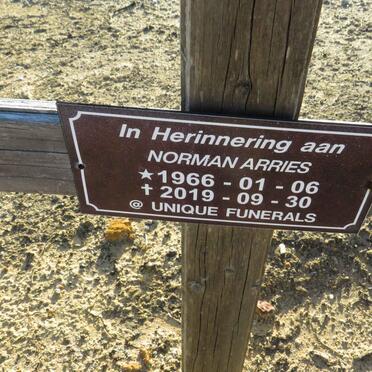 In Herinnering aan
NORMAN ARRIES
★1966 - 01 - 06
✝2019 - 09 - 30
@ UNIQUE FUNERALS